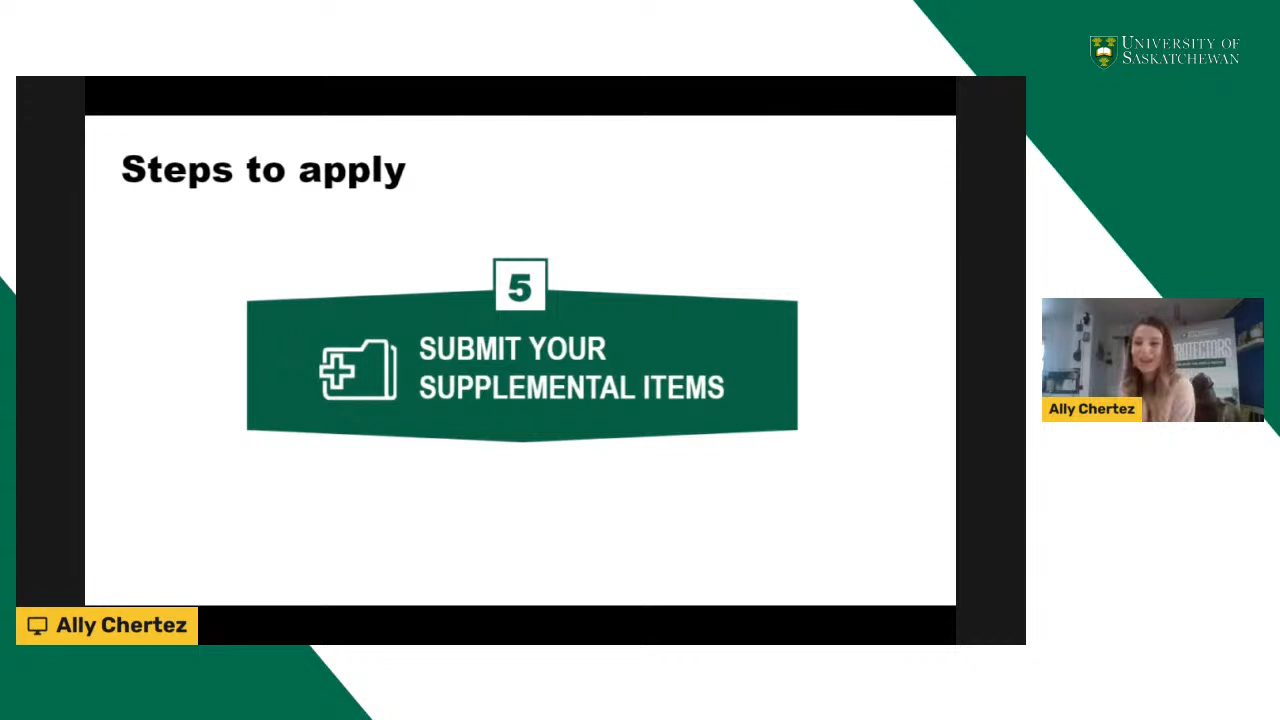 UNIVERSITY OF
SASKATCHEWAN
Steps to apply
5
SUBMIT YOUR
SUPPLEMENTAL ITEMS
Ally Chertez
Ally Chertez